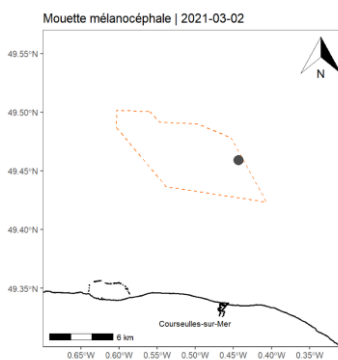 Mouette mélanocéphale | 2021-03-02
49.55°N
N
49.50°N
49.45°N
49.40°N
49.35°N
Courseulles-sur-Mer
6 km
0.65°W 0.60°W 0.55°W 0.50°W 0.45°W 0.40°W 0.35°W